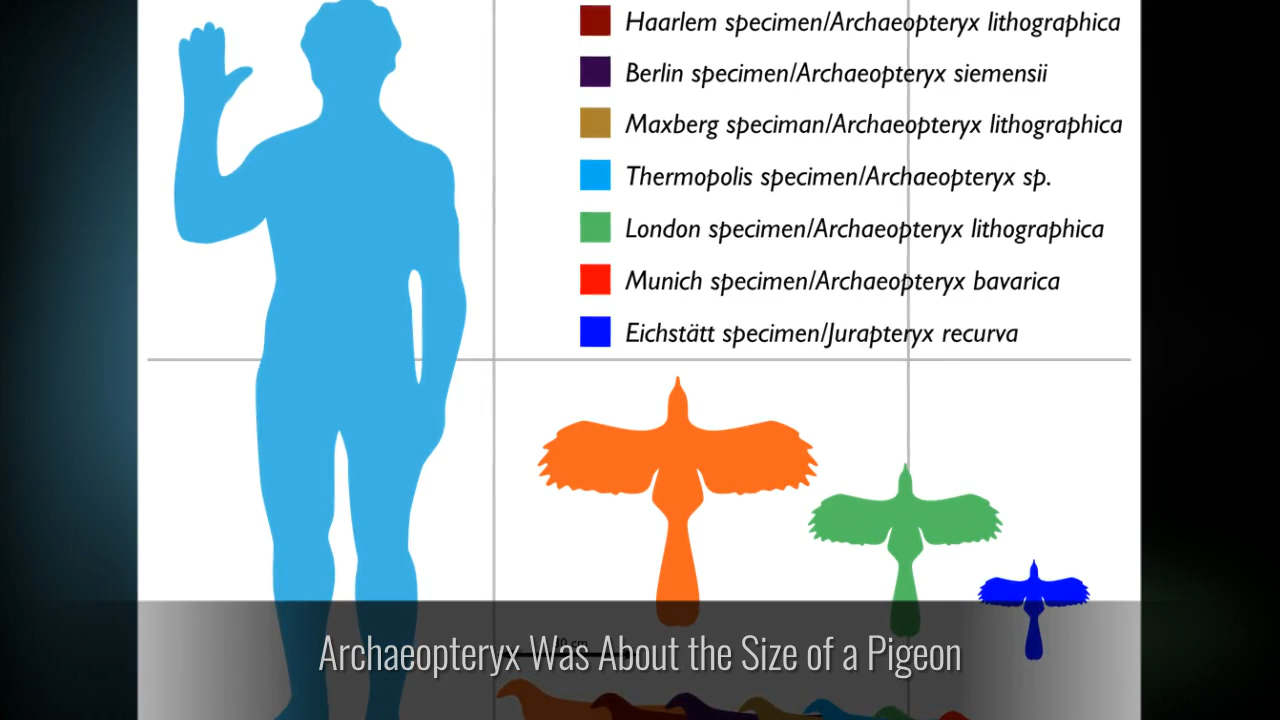 Haarlem specimen/Archaeopteryx lithographica
Berlin specimen/Archaeopteryx siemensii
Maxberg speciman/Archaeopteryx lithographica
Thermopolis specimen/Archaeopteryx sp.
London specimen/Archaeopteryx lithographica
Munich specimen/Archaeopteryx bavarica
Eichstätt specimen/Jurapteryx recurva
Archaeopteryx Was About the Size of a Pigeon